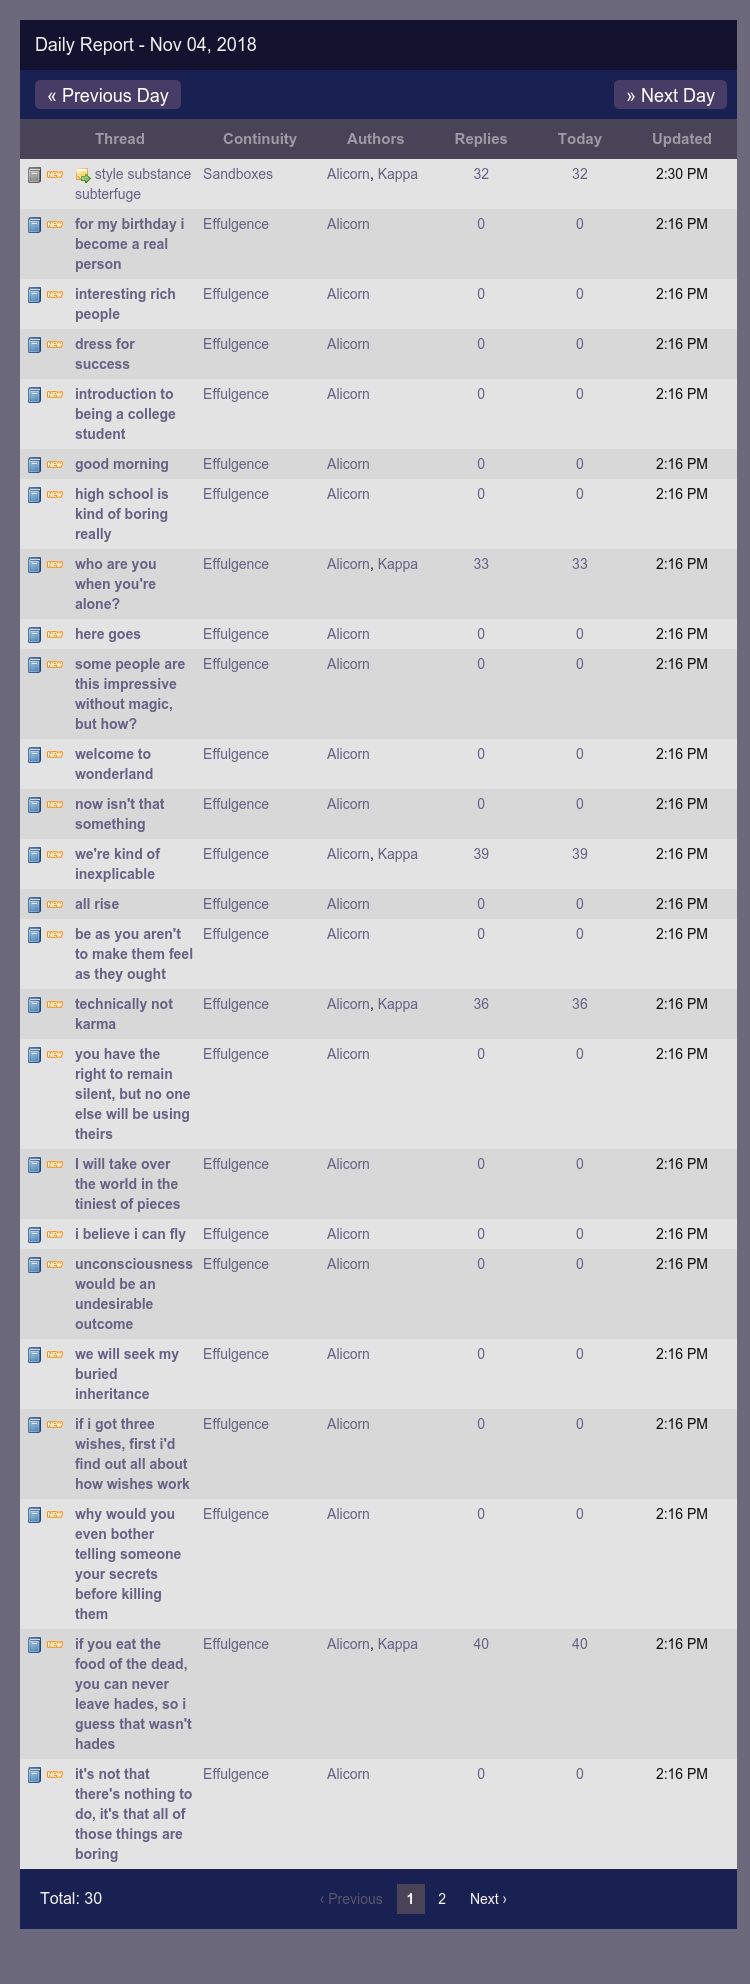 Daily Report - Nov 04, 2018
« Previous Day
» Next Day
Thread Continuity Authors Replies Today Updated
NEW style substance Sandboxes Alicorn, Kappa 32 32 2:30 PM
subterfuge
NEW for my birthday i Effulgence Alicorn 0 0 2:16 PM
become a real
person
NEW interesting rich Effulgence Alicorn 0 0 2:16 PM
people
NEW dress for Effulgence Alicorn 0 0 2:16 PM
success
NEW introduction to Effulgence Alicorn 0 0 2:16 PM
being a college
student
NEW good morning Effulgence Alicorn 0 0 2:16 PM
NEW high school is Effulgence Alicorn 0 0 2:16 PM
kind of boring
really
NEW who are you Effulgence Alicorn, Kappa 33 33 2:16 PM
when you're
alone?
NEW here goes Effulgence Alicorn 0 0 2:16 PM
NEW some people are Effulgence Alicorn 0 0 2:16 PM
this impressive
without magic,
but how?
NEW welcome to Effulgence Alicorn 0 0 2:16 PM
wonderland
NEW now isn't that Effulgence Alicorn 0 0 2:16 PM
something
NEW we're kind of Effulgence Alicorn, Kappa 39 39 2:16 PM
inexplicable
NEW all rise Effulgence Alicorn 0 0 2:16 PM
NEW be as you aren't Effulgence Alicorn 0 0 2:16 PM
to make them feel
as they ought
NEW technically not Effulgence Alicorn, Kappa 36 36 2:16 PM
karma
NEW you have the Effulgence Alicorn 0 0 2:16 PM
right to remain
silent, but no one
else will be using
theirs
NEW I will take over Effulgence Alicorn 0 0 2:16 PM
the world in the
tiniest of pieces
NEW i believe i can fly Effulgence Alicorn 0 0 2:16 PM
NEW unconsciousness Effulgence Alicorn 0 0 2:16 PM
would be an
undesirable
outcome
NEW we will seek my Effulgence Alicorn 0 0 2:16 PM
buried
inheritance
NEW if i got three Effulgence Alicorn 0 0 2:16 PM
wishes, first i'd
find out all about
how wishes work
NEW why would you Effulgence Alicorn 0 0 2:16 PM
even bother
telling someone
your secrets
before killing
them
NEW if you eat the Effulgence Alicorn, Kappa 40 40 2:16 PM
food of the dead,
you can never
leave hades, so i
guess that wasn't
hades
NEW it's not that Effulgence Alicorn 0 0 2:16 PM
there's nothing to
do, it's that all of
those things are
boring
Total: 30 ‹ Previous 1 2 Next ›